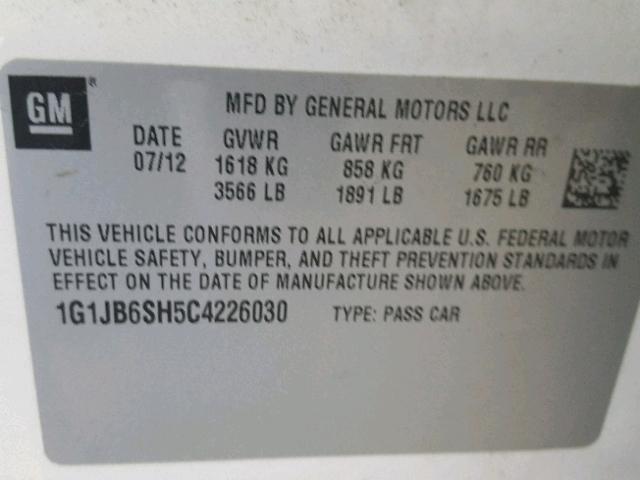 GM ®
MFD BY GENERAL MOTORS LLC
DATE GVWR GAWR FRT GAWR RR
07/12 1618 KG 858 KG 760 KG
3566 LB 1891 LB 1675 LB
THIS VEHICLE CONFORMS TO ALL APPLICABLE U.S. FEDERAL MOTOR
VEHICLE SAFETY, BUMPER, AND THEFT PREVENTION STANDARDS IN
EFFECT ON THE DATE OF MANUFACTURE SHOWN ABOVE.
1G1JB6SH5C4226030 TYPE: PASS CAR